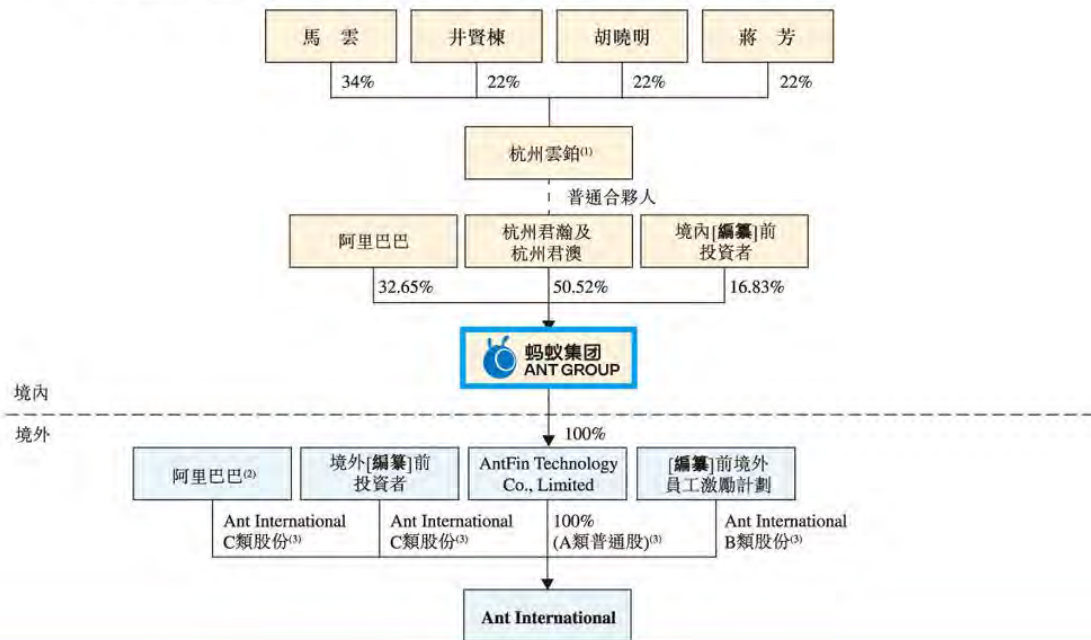 馬 雲
井賢棟
胡曉明
蔣 芳
34%
22%
22%
22%
杭州雲鉑(1)
普通合夥人
阿里巴巴
杭州君瀚及
杭州君澳
境內[編纂]前
投資者
32.65%
50.52%
16.83%
蚂蚁集团
ANT GROUP
境內
境外
100%
阿里巴巴(2)
境外[編纂]前
投資者
AntFin Technology
Co., Limited
[編纂]前境外
員工激勵計劃
Ant International
C類股份(3)
Ant International
C類股份(3)
100%
(A類普通股)(3)
Ant International
B類股份(3)
Ant International